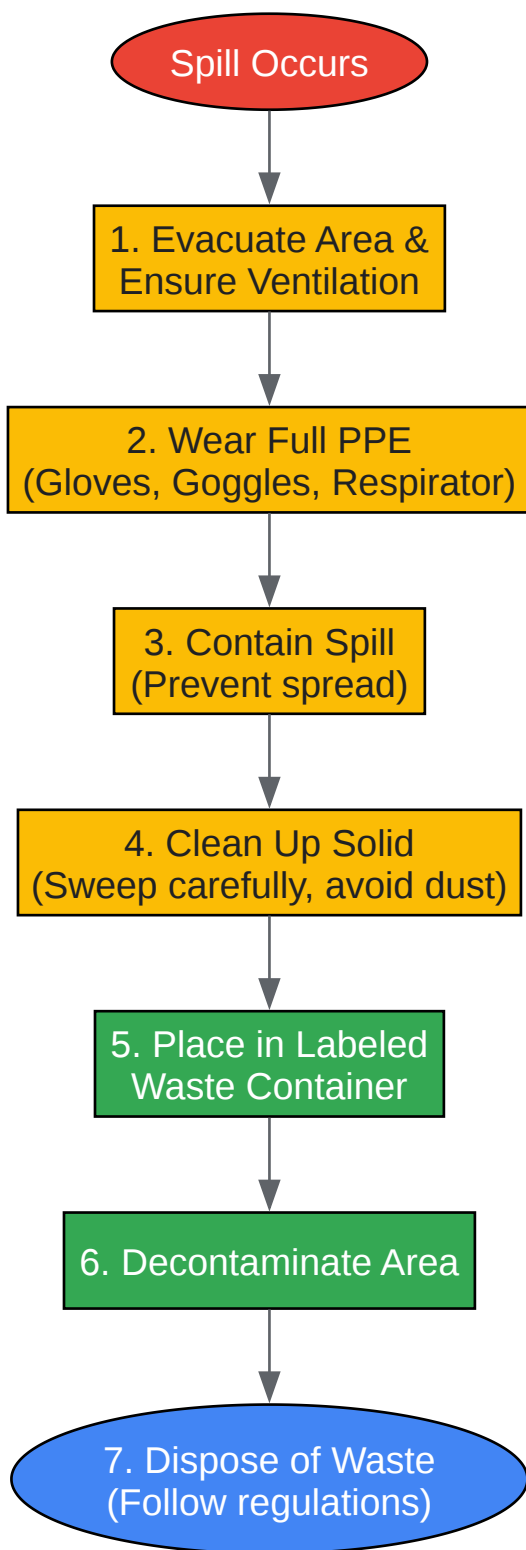 Spill Occurs
1. Evacuate Area &
Ensure Ventilation
2. Wear Full PPE
(Gloves, Goggles, Respirator)
3. Contain Spill
(Prevent spread)
4. Clean Up Solid
(Sweep carefully, avoid dust)
5. Place in Labeled
Waste Container
6. Decontaminate Area
7. Dispose of Waste
(Follow regulations)